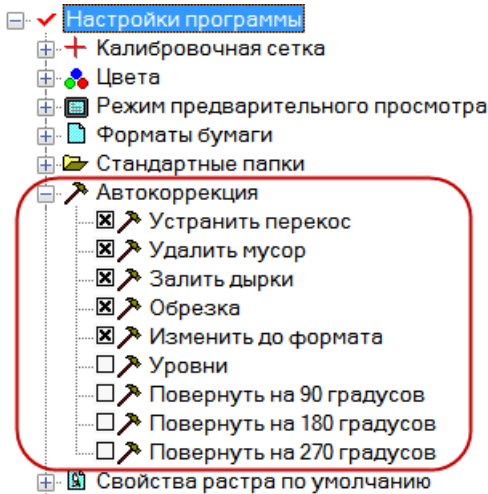 Настройки программы
Калибровочная сетка
Цвета
Режим предварительного просмотра
Форматы бумаги
Стандартные папки
Автокоррекция
Устранить перекос
Удалить мусор
Залить дырки
Обрезка
Изменить до формата
Уровни
Повернуть на 90 градусов
Повернуть на 180 градусов
Повернуть на 270 градусов
Свойства растра по умолчанию